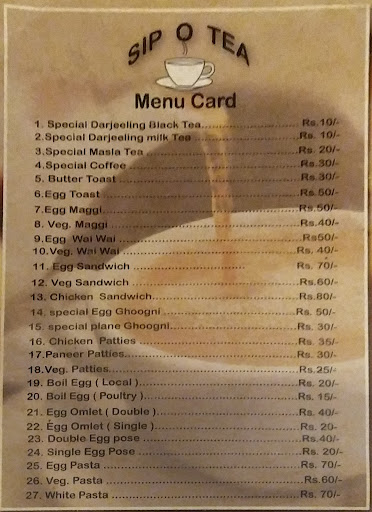 SIP O TEA
Menu Card
1. Special Darjeeling Black Tea......Rs.10/-
2.Special Darjeeling milk Tea ......Rs. 10/-
3.Special Masla Tea ......Rs. 20/-
4.Special Coffee ......Rs.30/-
5. Butter Toast ......Rs.30/-
6.Egg Toast ......Rs.50/-
7.Egg Maggi ......Rs.50/-
8. Veg. Maggi ......Rs.40/-
9.Egg Wai Wai ......Rs50/-
10.Veg. Wai Wai ......Rs. 40/-
11. Egg Sandwich ......Rs. 70/-
12. Veg Sandwich ......Rs.60/-
13. Chicken Sandwich......Rs.80/-
14. special Egg Ghoogni......Rs. 50/-
15. special plane Ghoogni......Rs. 30/-
16. Chicken Patties ......Rs. 35/-
17.Paneer Patties......Rs. 30/-
18.Veg. Patties......Rs.25/-
19. Boil Egg ( Local ) ......Rs. 20/-
20. Boil Egg ( Poultry ) ......Rs. 15/-
21. Egg Omlet ( Double ) ......Rs. 40/-
22. Egg Omlet ( Single ) ......Rs. 20-
23. Double Egg pose ......Rs.40/-
24. Single Egg Pose ......Rs. 20/-
25. Egg Pasta ......Rs. 70/-
26. Veg. Pasta ......Rs.60/-
27. White Pasta ......Rs. 70/-